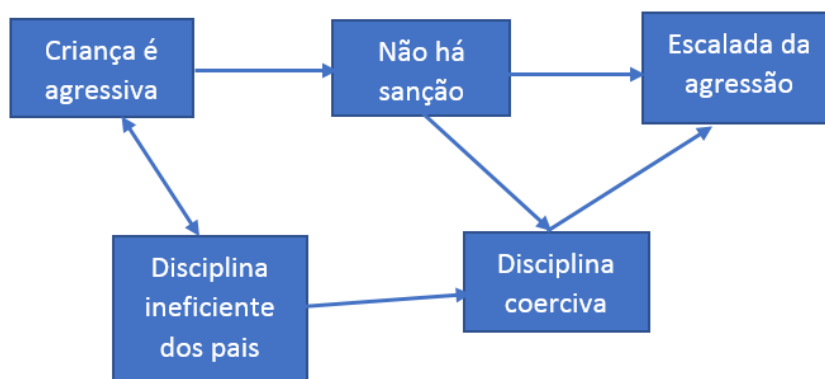 Criança é
agressiva
Não há
sanção
Escalada da
agressão
Disciplina
ineficiente
dos pais
Disciplina
coerciva